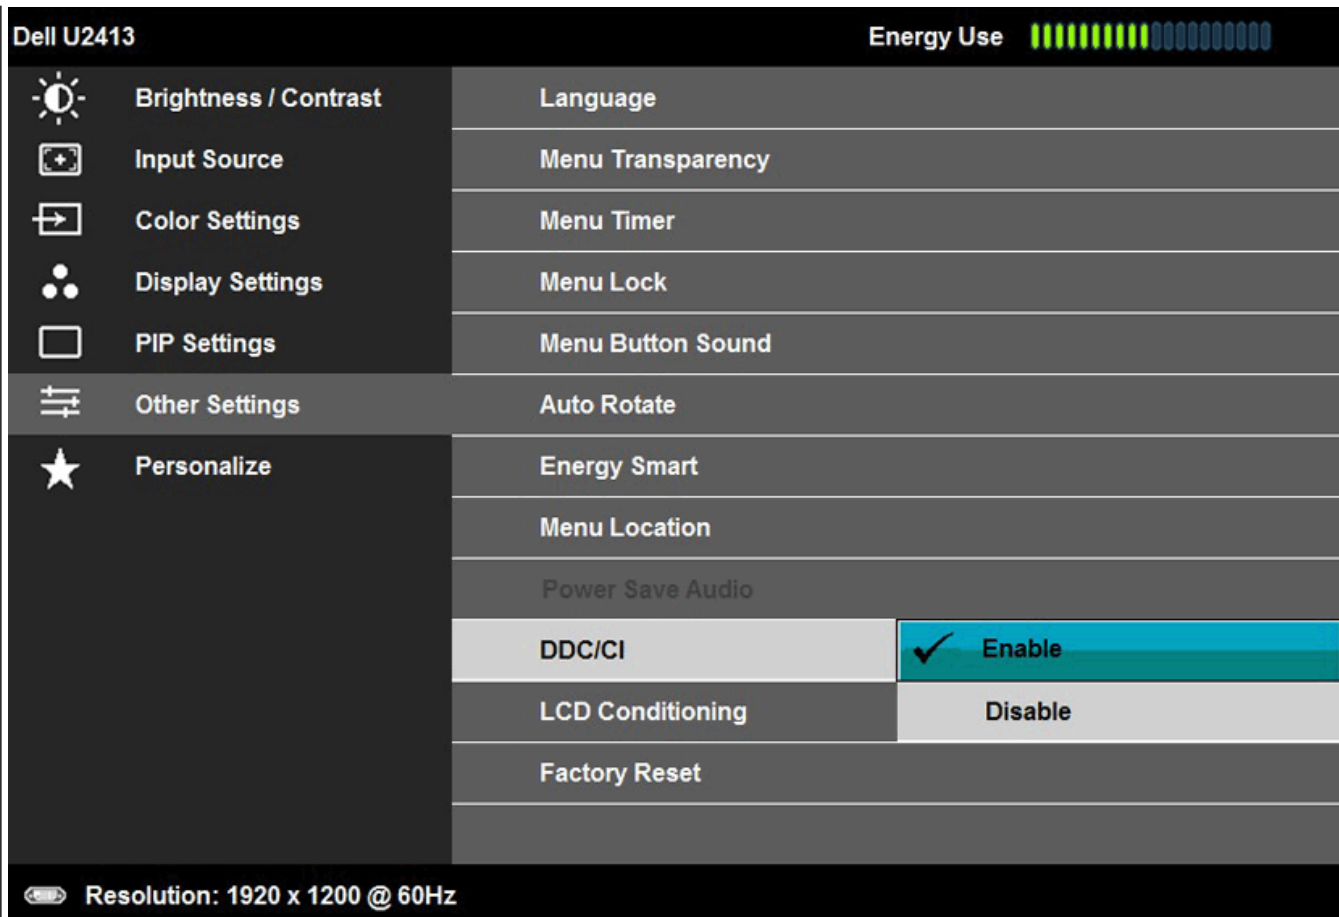 Dell U2413
Energy Use
Brightness / Contrast
Input Source
Color Settings
Display Settings
PIP Settings
Other Settings
Personalize
Language
Menu Transparency
Menu Timer
Menu Lock
Menu Button Sound
Auto Rotate
Energy Smart
Menu Location
Power Save Audio
DDC/CI
Enable
Disable
LCD Conditioning
Factory Reset
Resolution: 1920 x 1200 @ 60Hz